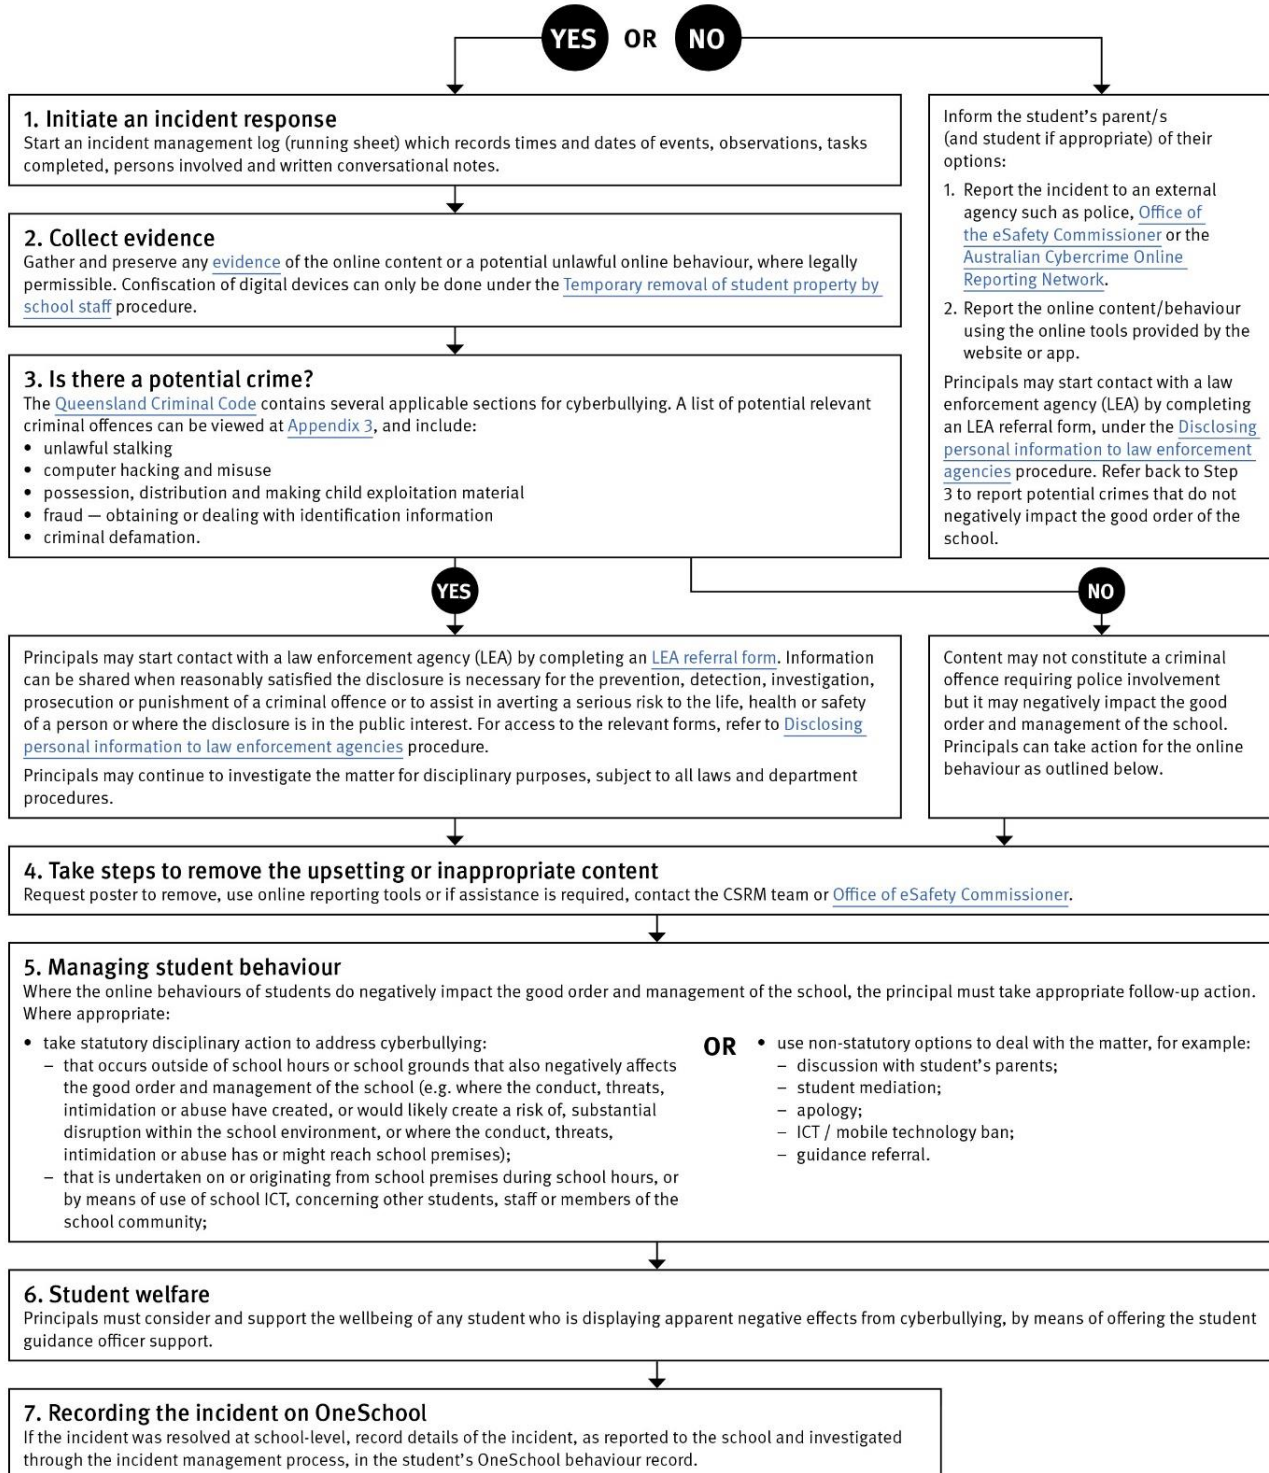 YES OR NO
1. Initiate an incident response
Start an incident management log (running sheet) which records times and dates of events, observations, tasks
completed, persons involved and written conversational notes.
Inform the student's parent/s
(and student if appropriate) of their
options:
1. Report the incident to an external
agency such as police, Office of
the eSafety Commissioner or the
Australian Cybercrime Online
Reporting Network.
2. Report the online content/behaviour
using the online tools provided by the
website or app.
Principals may start contact with a law
enforcement agency (LEA) by completing
an LEA referral form, under the Disclosing
personal information to law enforcement
agencies procedure. Refer back to Step
3 to report potential crimes that do not
negatively impact the good order of the
school.
2. Collect evidence
Gather and preserve any evidence of the online content or a potential unlawful online behaviour, where legally
permissible. Confiscation of digital devices can only be done under the Temporary removal of student property by
school staff procedure.
3. Is there a potential crime?
The Queensland Criminal Code contains several applicable sections for cyberbullying. A list of potential relevant
criminal offences can be viewed at Appendix 3, and include:
• unlawful stalking
• computer hacking and misuse
• possession, distribution and making child exploitation material
• fraud — obtaining or dealing with identification information
• criminal defamation.
YES
NO
Principals may start contact with a law enforcement agency (LEA) by completing an LEA referral form. Information
can be shared when reasonably satisfied the disclosure is necessary for the prevention, detection, investigation,
prosecution or punishment of a criminal offence or to assist in averting a serious risk to the life, health or safety
of a person or where the disclosure is in the public interest. For access to the relevant forms, refer to Disclosing
personal information to law enforcement agencies procedure.
Principals may continue to investigate the matter for disciplinary purposes, subject to all laws and department
procedures.
Content may not constitute a criminal
offence requiring police involvement
but it may negatively impact the good
order and management of the school.
Principals can take action for the online
behaviour as outlined below.
4. Take steps to remove the upsetting or inappropriate content
Request poster to remove, use online reporting tools or if assistance is required, contact the CSRM team or Office of eSafety Commissioner.
5. Managing student behaviour
Where the online behaviours of students do negatively impact the good order and management of the school, the principal must take appropriate follow-up action.
Where appropriate:
• take statutory disciplinary action to address cyberbullying:
– that occurs outside of school hours or school grounds that also negatively affects
the good order and management of the school (e.g. where the conduct, threats,
intimidation or abuse have created, or would likely create a risk of, substantial
disruption within the school environment, or where the conduct, threats,
intimidation or abuse has or might reach school premises);
– that is undertaken on or originating from school premises during school hours, or
by means of use of school ICT, concerning other students, staff or members of the
school community;
OR
• use non-statutory options to deal with the matter, for example:
– discussion with student's parents;
– student mediation;
– apology;
– ICT / mobile technology ban;
– guidance referral.
6. Student welfare
Principals must consider and support the wellbeing of any student who is displaying apparent negative effects from cyberbullying, by means of offering the student
guidance officer support.
7. Recording the incident on OneSchool
If the incident was resolved at school-level, record details of the incident, as reported to the school and investigated
through the incident management process, in the student's OneSchool behaviour record.